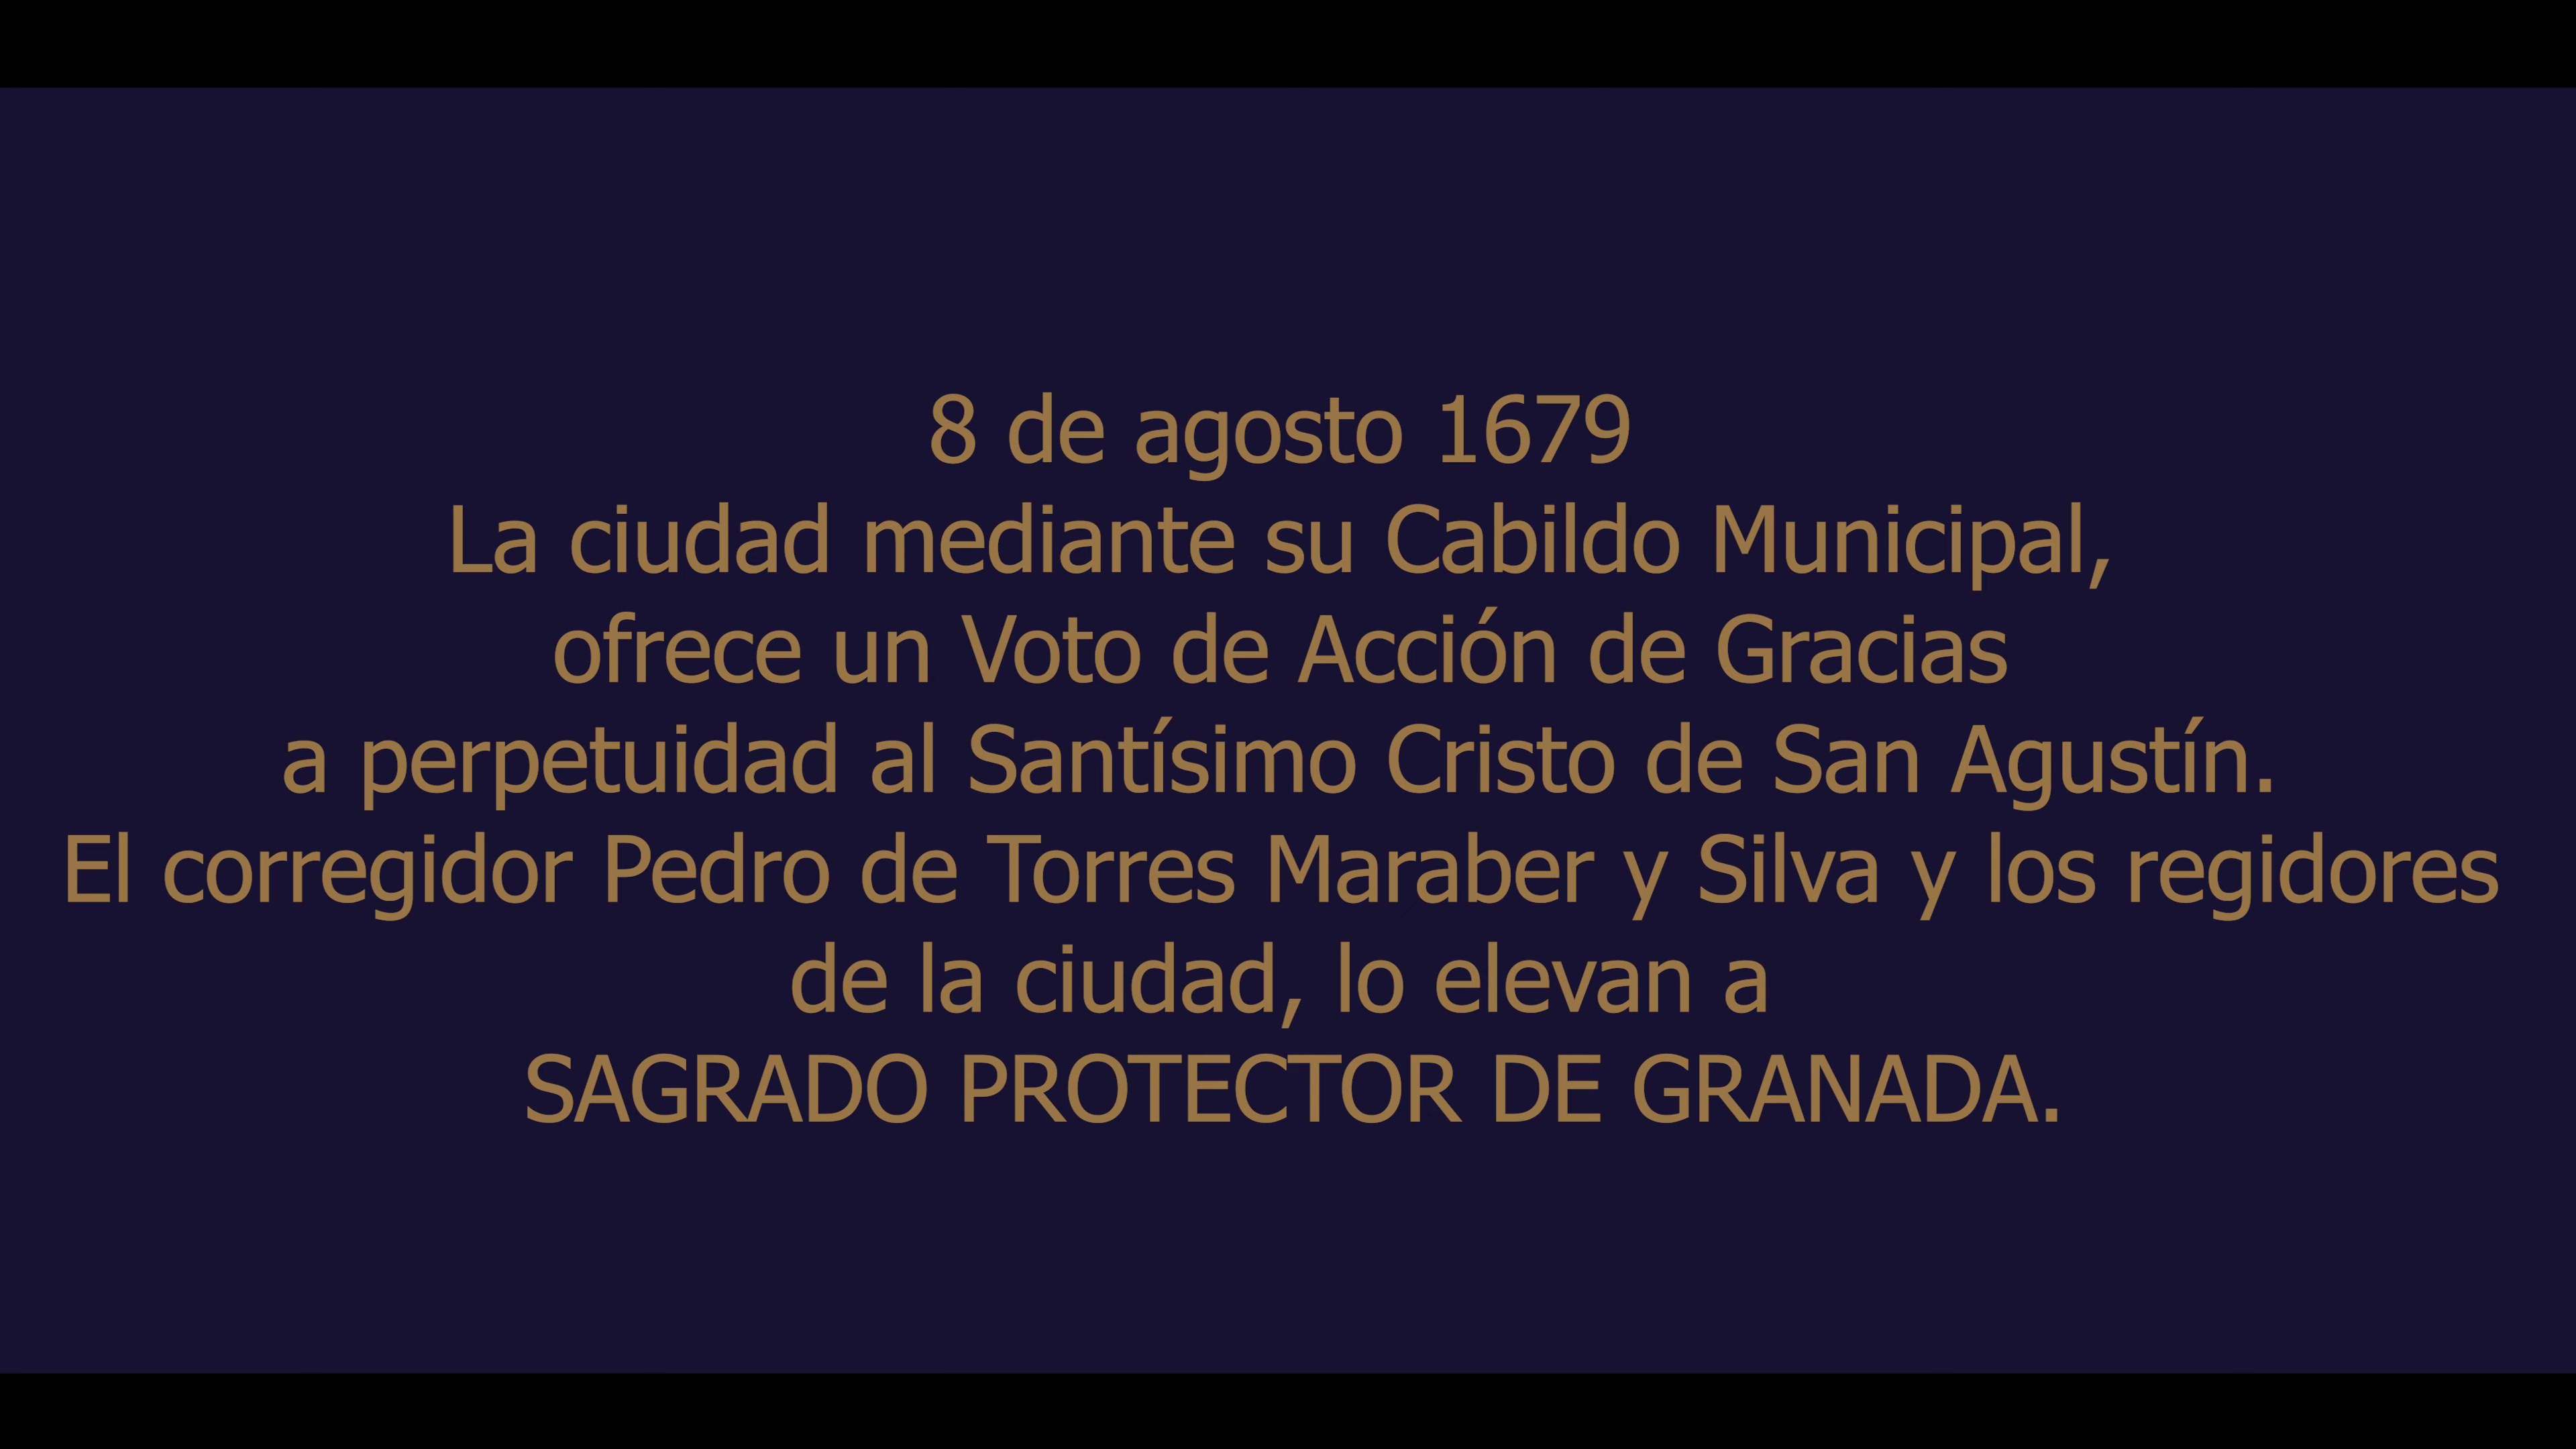 8 de agosto 1679
La ciudad mediante su Cabildo Municipal,
ofrece un Voto de Acción de Gracias
a perpetuidad al Santísimo Cristo de San Agustín.
El corregidor Pedro de Torres Maraber y Silva y los regidores
de la ciudad, lo elevan a
SAGRADO PROTECTOR DE GRANADA.